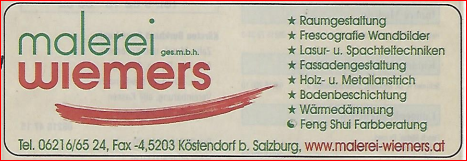 malerei ges.m.b.h.
wiemers
★ Raumgestaltung
★ Frescografie Wandbilder
★ Lasur- u. Spachteltechniken
★ Fassadengestaltung
★ Holz- u. Metallanstrich
★ Bodenbeschichtung
★ Wärmedämmung
☯ Feng Shui Farbberatung
Tel. 06216/65 24, Fax -4,5203 Köstendorf b. Salzburg, www.malerei-wiemers.at